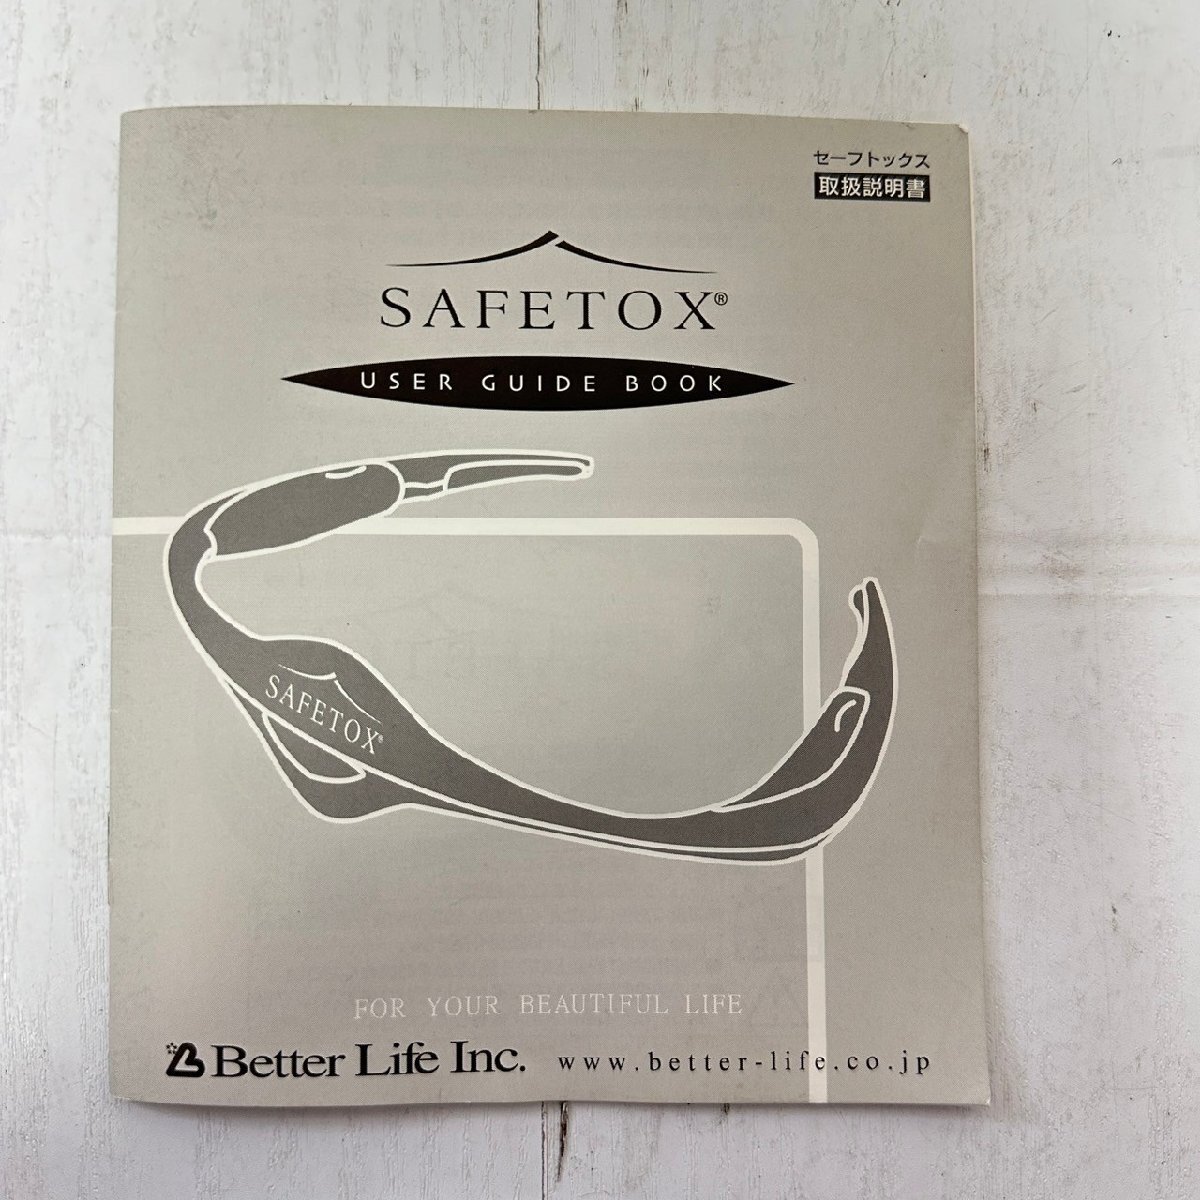 セーフトックス
取扱説明書
SAFETOX®
USER GUIDE BOOK
SAFETOX®
FOR YOUR BEAUTIFUL LIFE
Better Life Inc. www.better-life.co.jp